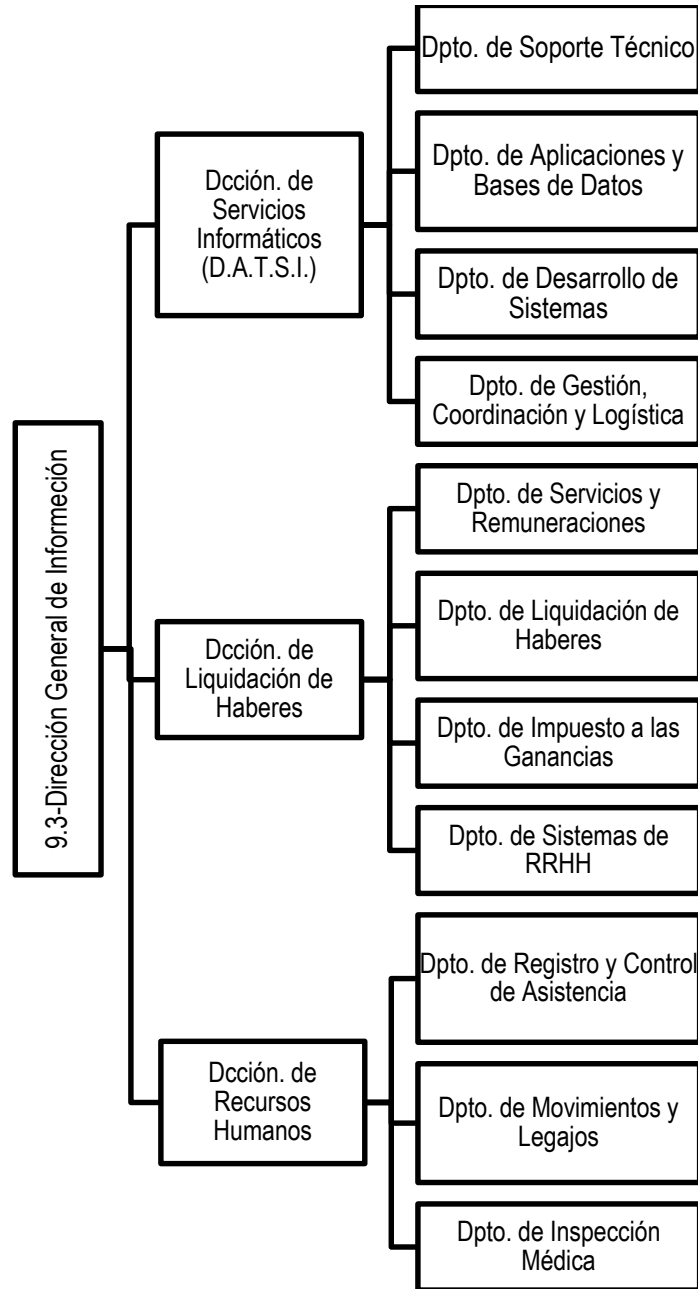 9.3-Dirección General de Informeción
Dcción. de
Servicios
Informáticos
(D.A.T.S.I.)
Dpto. de Soporte Técnico
Dpto. de Aplicaciones y
Bases de Datos
Dpto. de Desarrollo de
Sistemas
Dpto. de Gestión,
Coordinación y Logística
Dcción. de
Liquidación de
Haberes
Dpto. de Servicios y
Remuneraciones
Dpto. de Liquidación de
Haberes
Dpto. de Impuesto a las
Ganancias
Dpto. de Sistemas de
RRHH
Dcción. de
Recursos
Humanos
Dpto. de Registro y Control
de Asistencia
Dpto. de Movimientos y
Legajos
Dpto. de Inspección
Médica